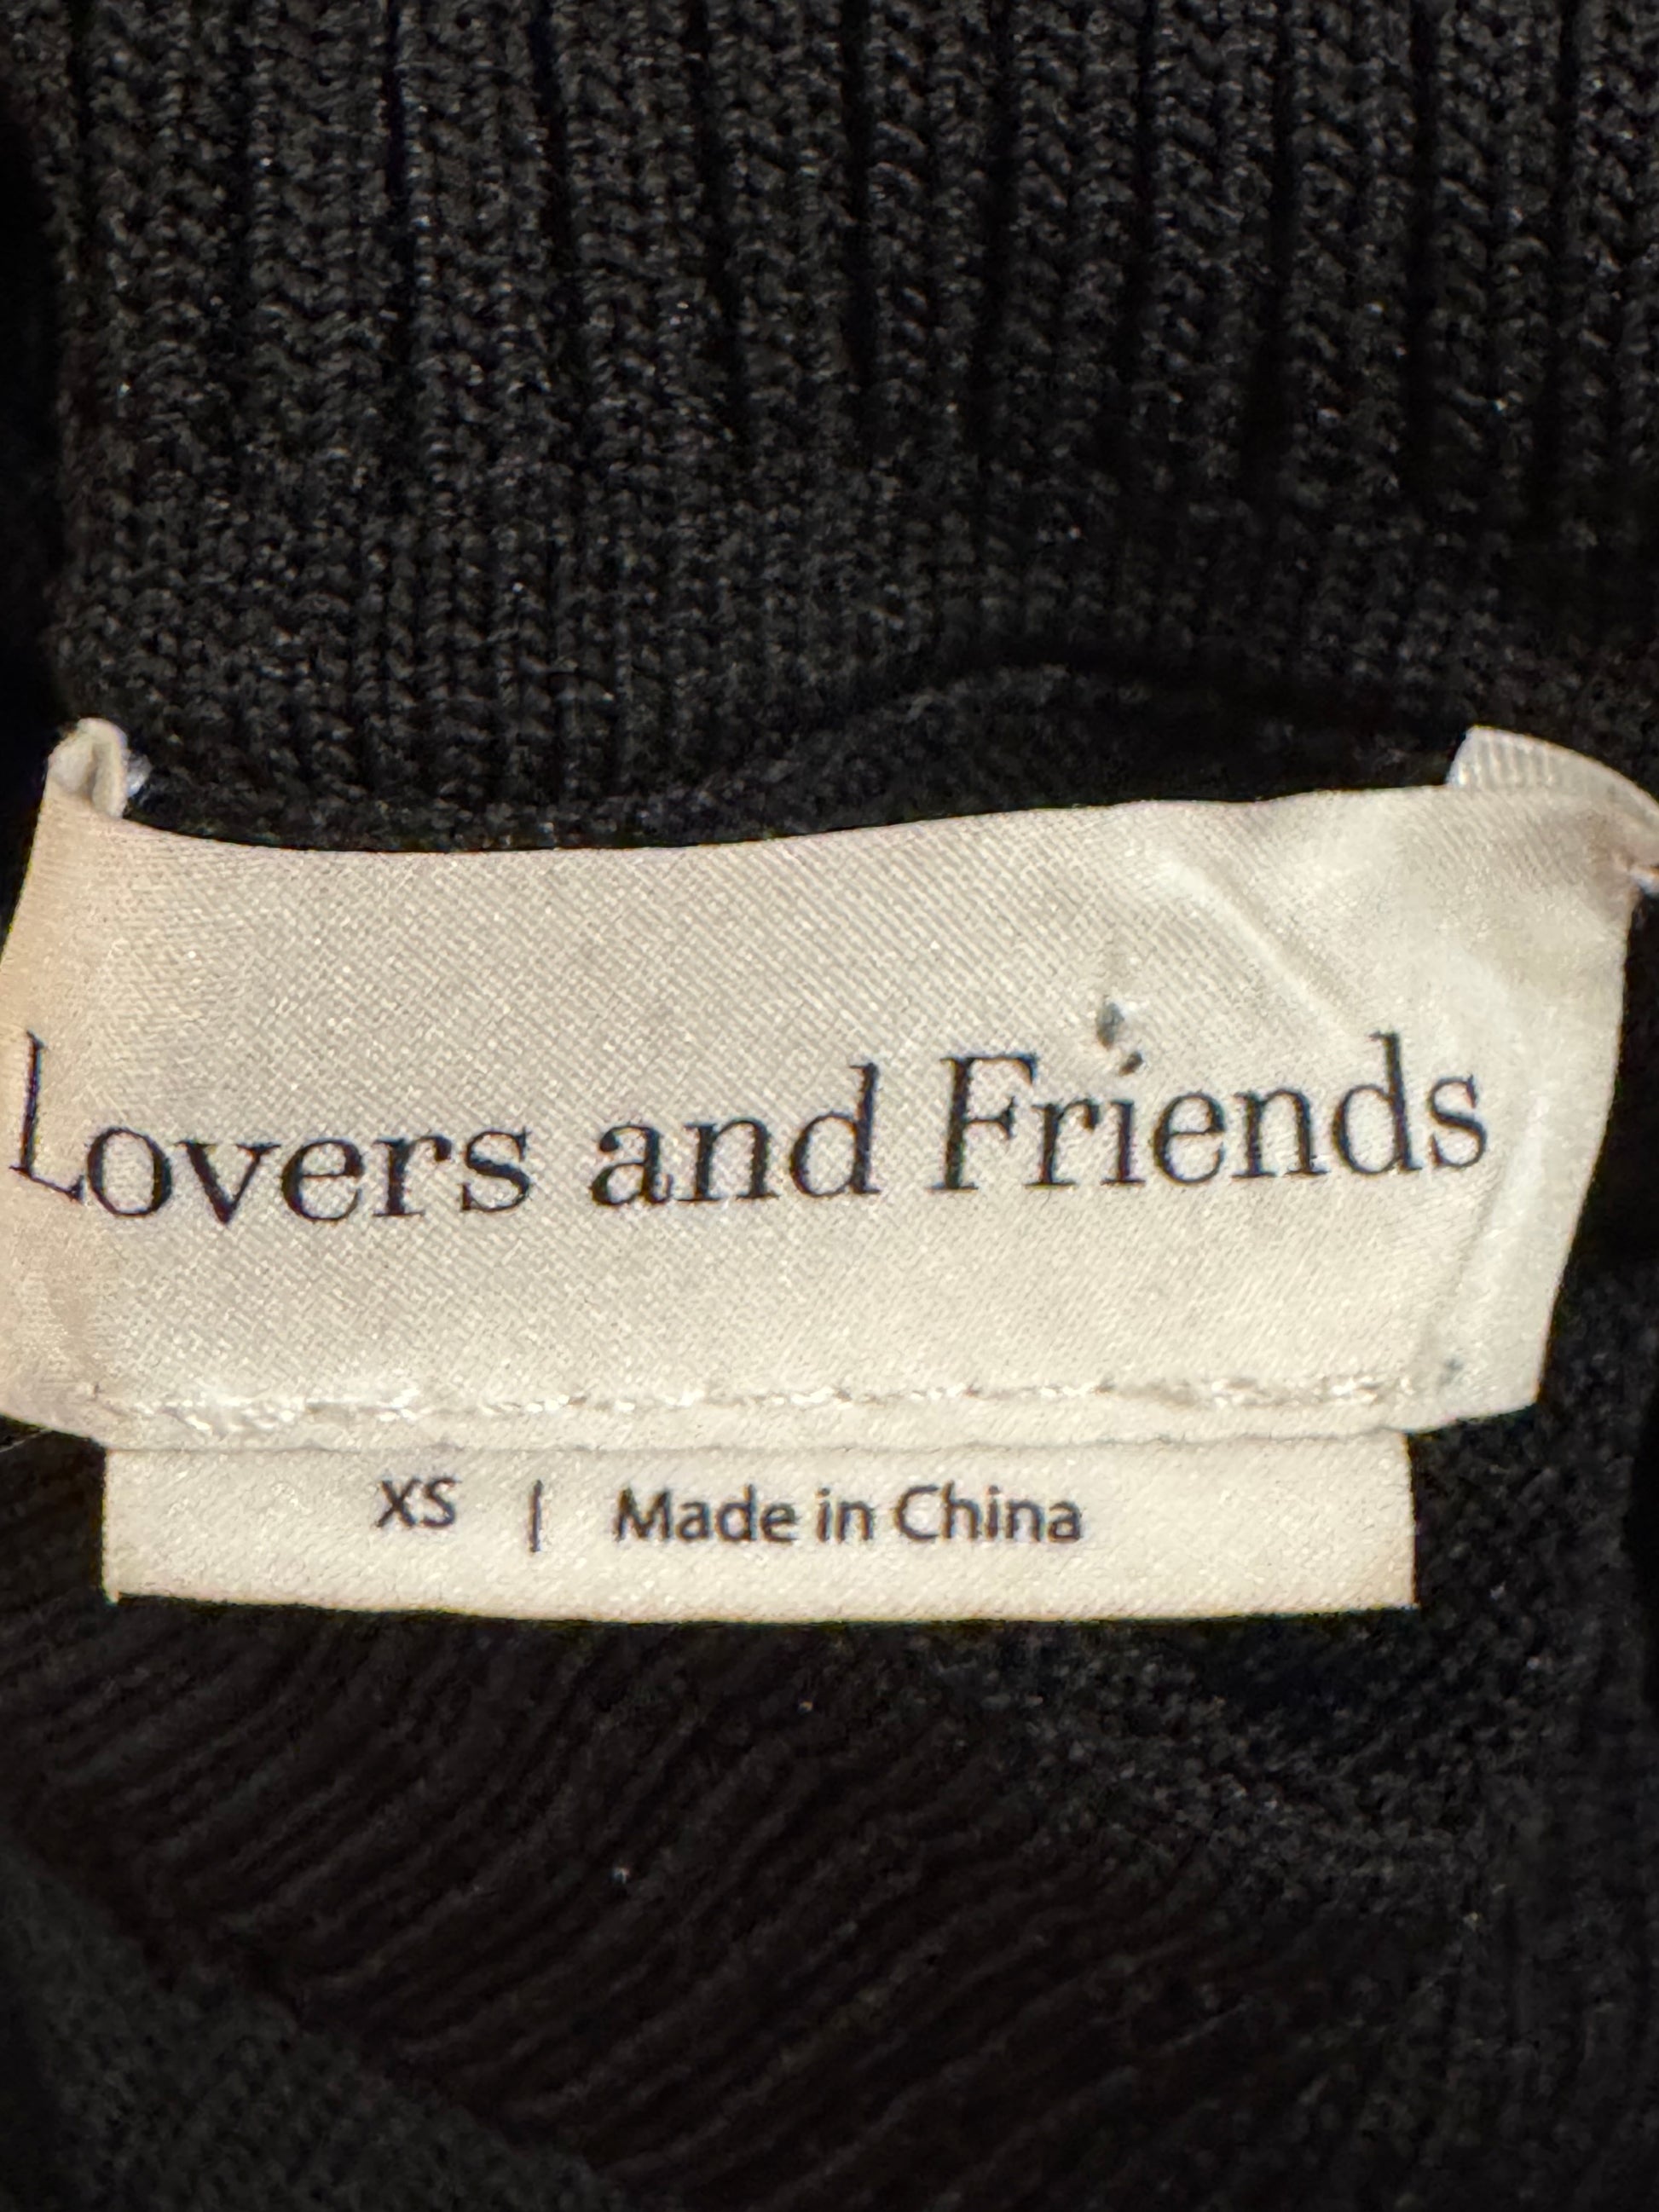 Lovers and Friends
XS | Made in China